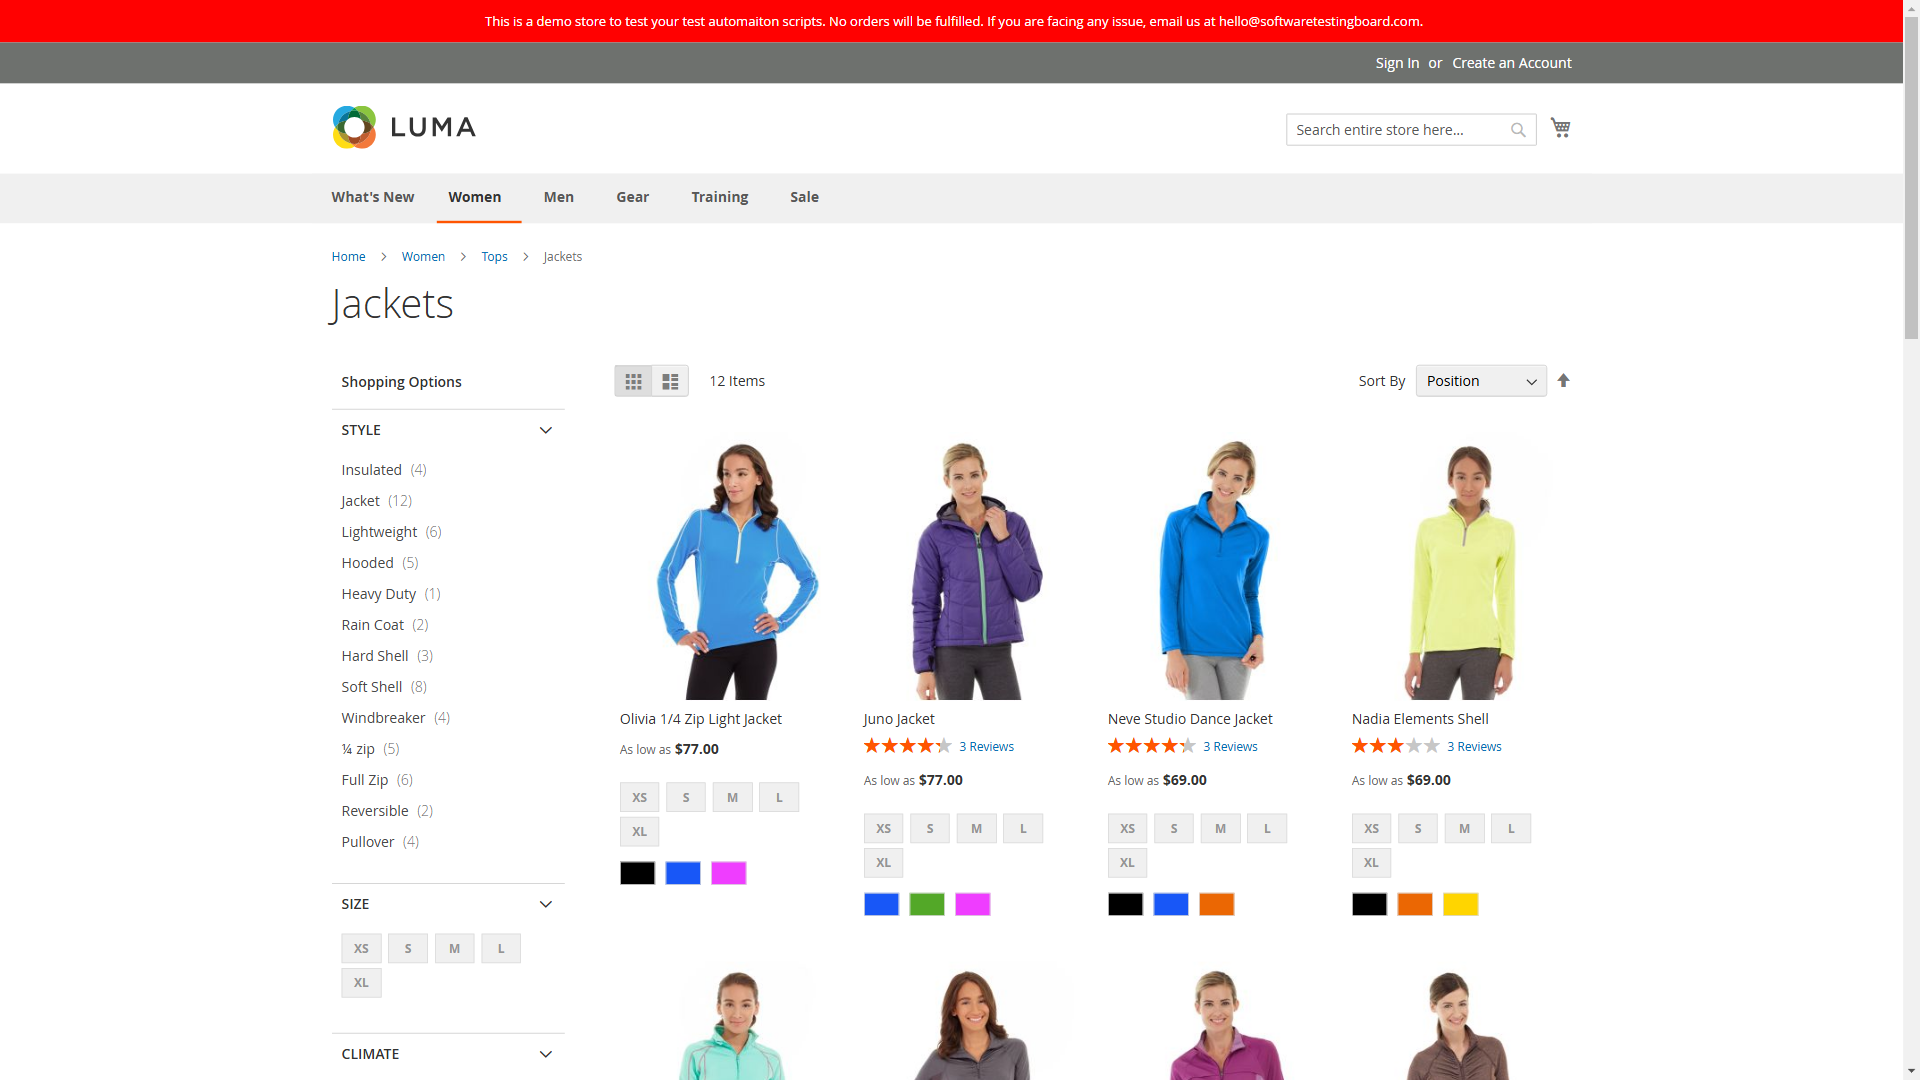 This is a demo store to test your test automaiton scripts. No orders will be fulfilled. If you are facing any issue, email us at hello@softwaretestingboard.com.
Sign In or Create an Account
LUMA
Search entire store here...
What's New Women Men Gear Training Sale
Home > Women > Tops > Jackets
Jackets
Shopping Options
12 Items
Sort By Position
STYLE
Insulated (4)
Jacket (12)
Lightweight (6)
Hooded (5)
Heavy Duty (1)
Rain Coat (2)
Hard Shell (3)
Soft Shell (8)
Windbreaker (4)
¼ zip (5)
Full Zip (6)
Reversible (2)
Pullover (4)
SIZE
XS S M L
XL
CLIMATE
Olivia 1/4 Zip Light Jacket
As low as $77.00
XS S M L
XL
Juno Jacket
3 Reviews
As low as $77.00
XS S M L
XL
Neve Studio Dance Jacket
3 Reviews
As low as $69.00
XS S M L
XL
Nadia Elements Shell
3 Reviews
As low as $69.00
XS S M L
XL